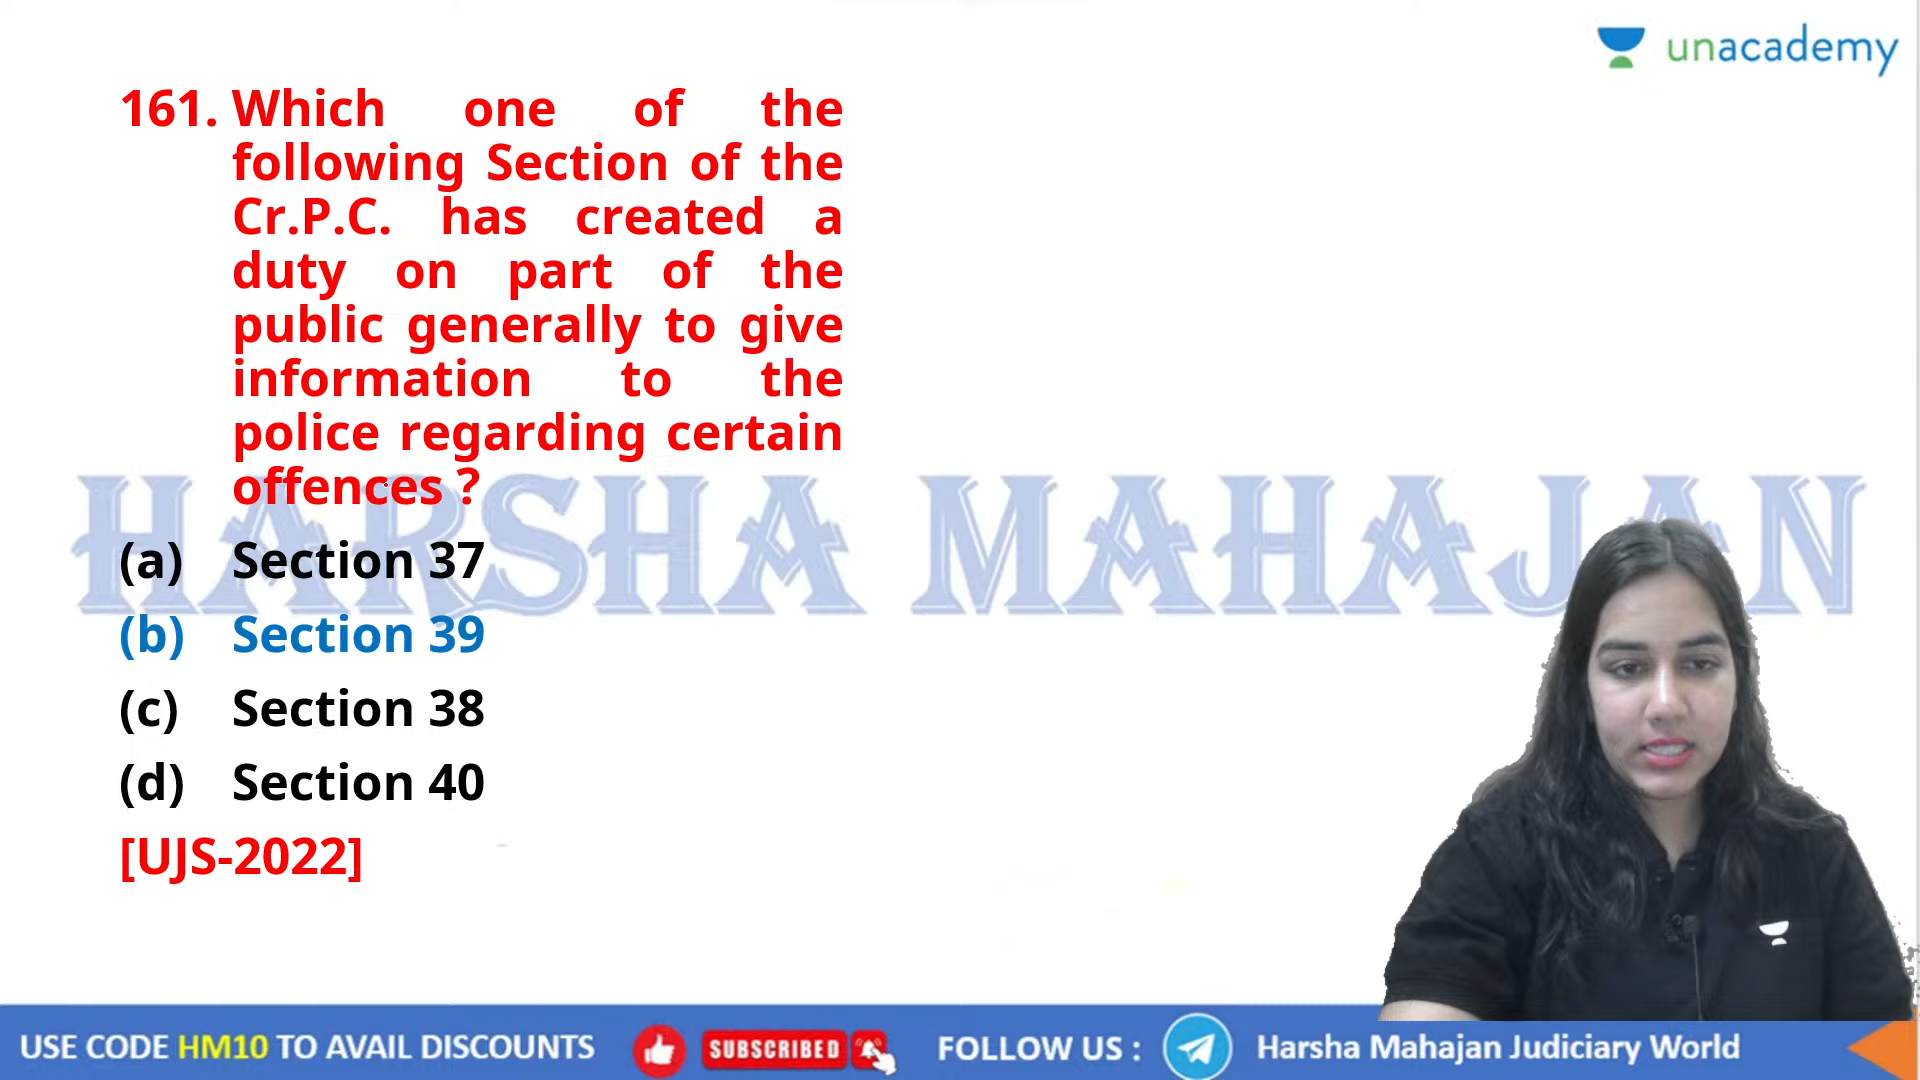 unacademy
161. Which one of the
following Section of the
Cr.P.C. has created a
duty on part of the
public generally to give
information to the
police regarding certain
offences ?
HARSHA MAHAJAN
(a) Section 37
(b) Section 39
(c) Section 38
(d) Section 40
[UJS-2022]
USE CODE HM10 TO AVAIL DISCOUNTS
SUBSCRIBED
FOLLOW US :
Harsha Mahajan Judiciary World